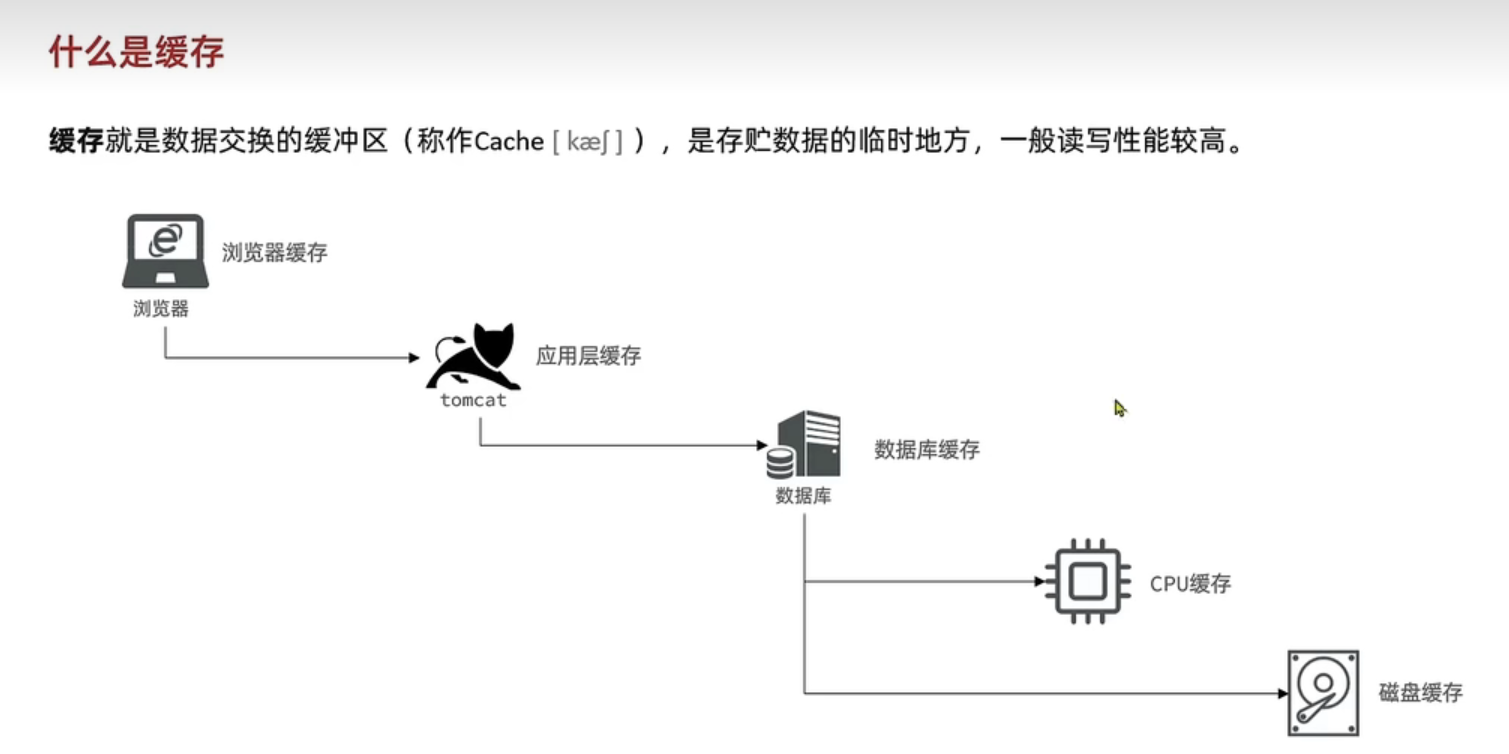 什么是缓存
缓存就是数据交换的缓冲区（称作Cache [ kæʃ ] ），是存贮数据的临时地方，一般读写性能较高。
浏览器缓存
浏览器
应用层缓存
tomcat
数据库缓存
数据库
CPU缓存
磁盘缓存